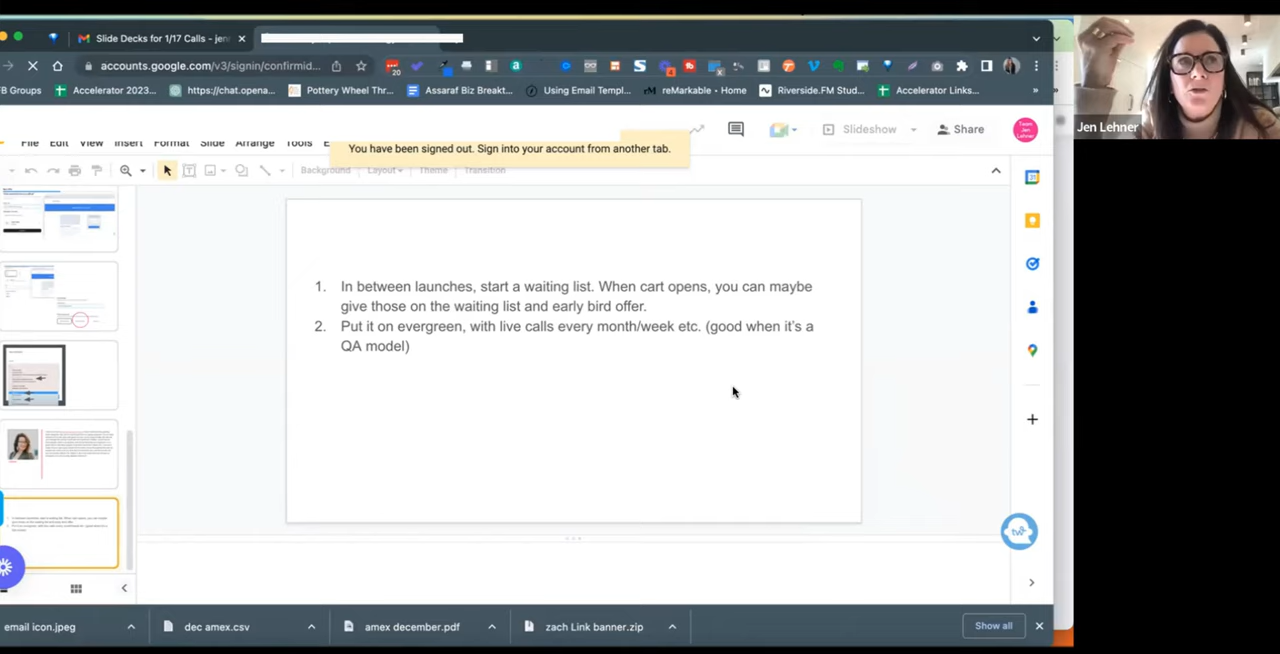 Slide Decks for 1/17 Calls - jen
accounts.google.com/v3/signin/confirmid...
20
4
B Groups
Accelerator 2023...
https://chat.opena...
Pottery Wheel Thr...
Assaraf Biz Breakt...
Using Email Templ...
reMarkable • Home
Riverside.FM Stud...
Accelerator Links...
»
Jen Lehner
File Edit View Insert Format Slide Arrange Tools E
You have been signed out. Sign into your account from another tab.
Slideshow
Share
Team Jen Lehner
Background
Layout
Theme
Transition
1. In between launches, start a waiting list. When cart opens, you can maybe
give those on the waiting list and early bird offer.
2. Put it on evergreen, with live calls every month/week etc. (good when it's a
QA model)
tw
email icon.jpeg
dec amex.csv
amex december.pdf
zach Link banner.zip
Show all